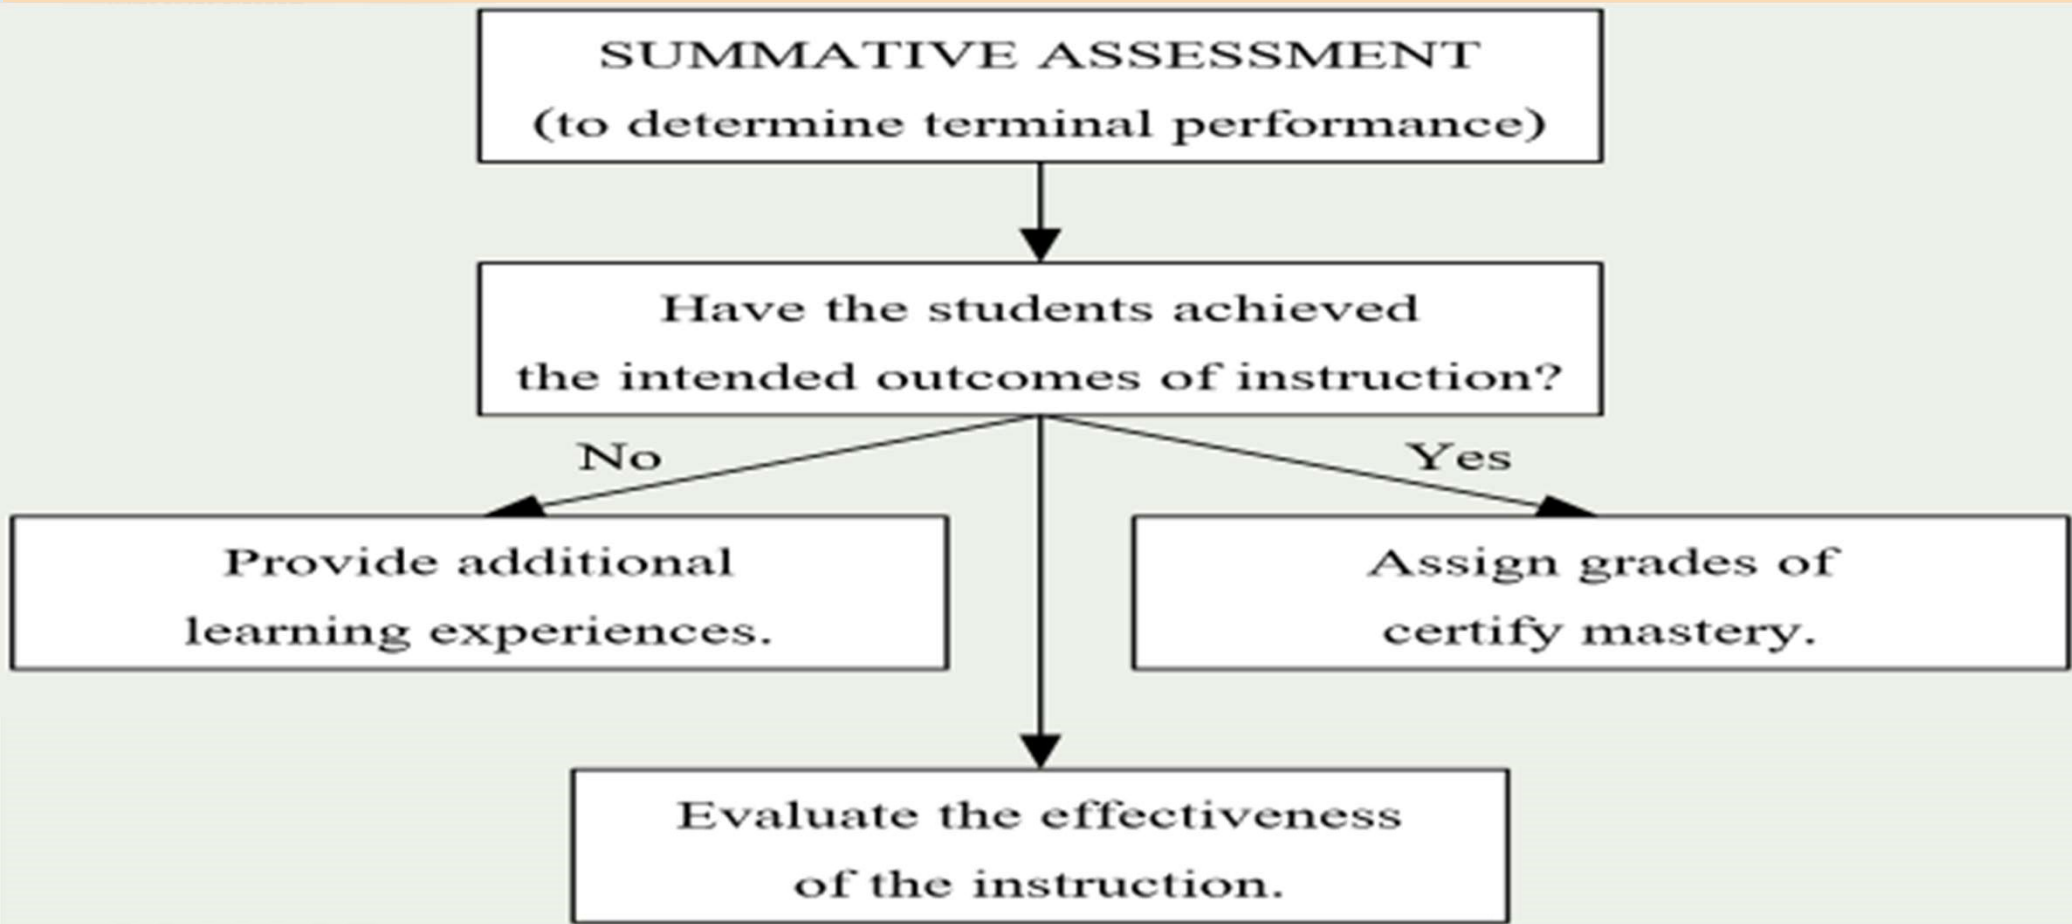 SUMMATIVE ASSESSMENT
(to determine terminal performance)
Have the students achieved
the intended outcomes of instruction?
No
Yes
Provide additional
learning experiences.
Assign grades of
certify mastery.
Evaluate the effectiveness
of the instruction.